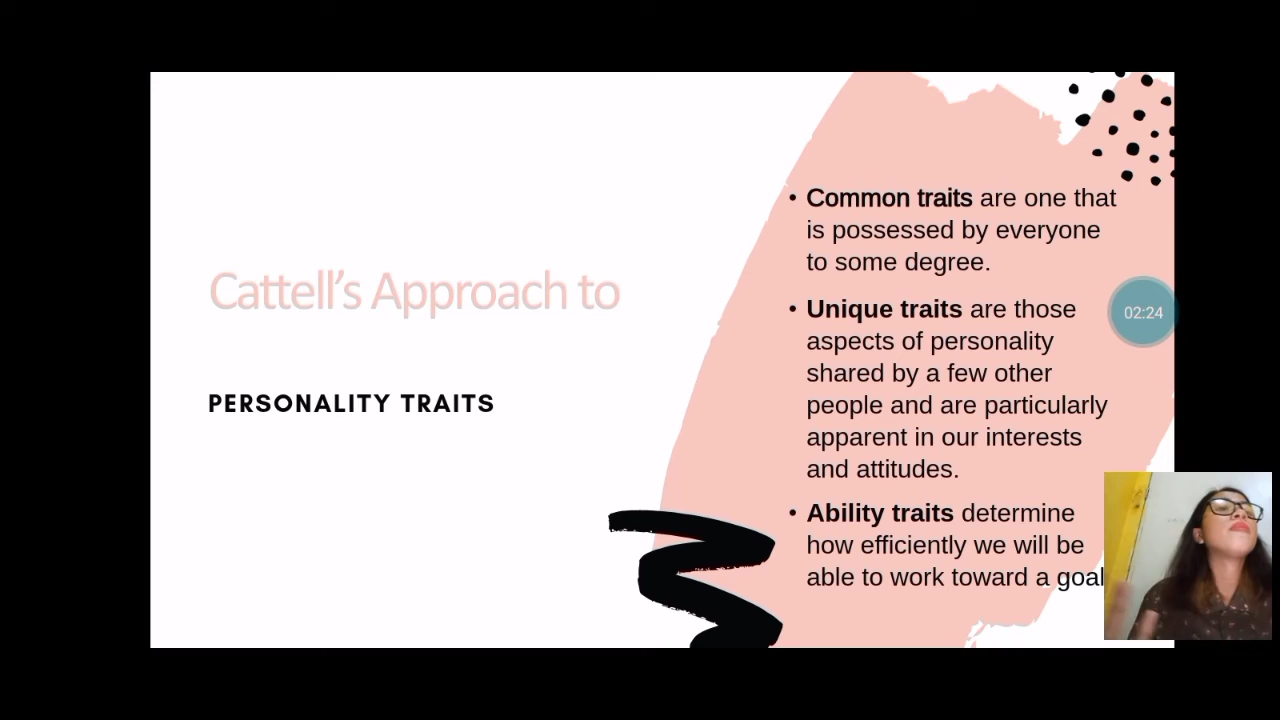 Cattell’s Approach to
PERSONALITY TRAITS
• Common traits are one that
is possessed by everyone
to some degree.
• Unique traits are those
aspects of personality
shared by a few other
people and are particularly
apparent in our interests
and attitudes.
• Ability traits determine
how efficiently we will be
able to work toward a goal
02:24